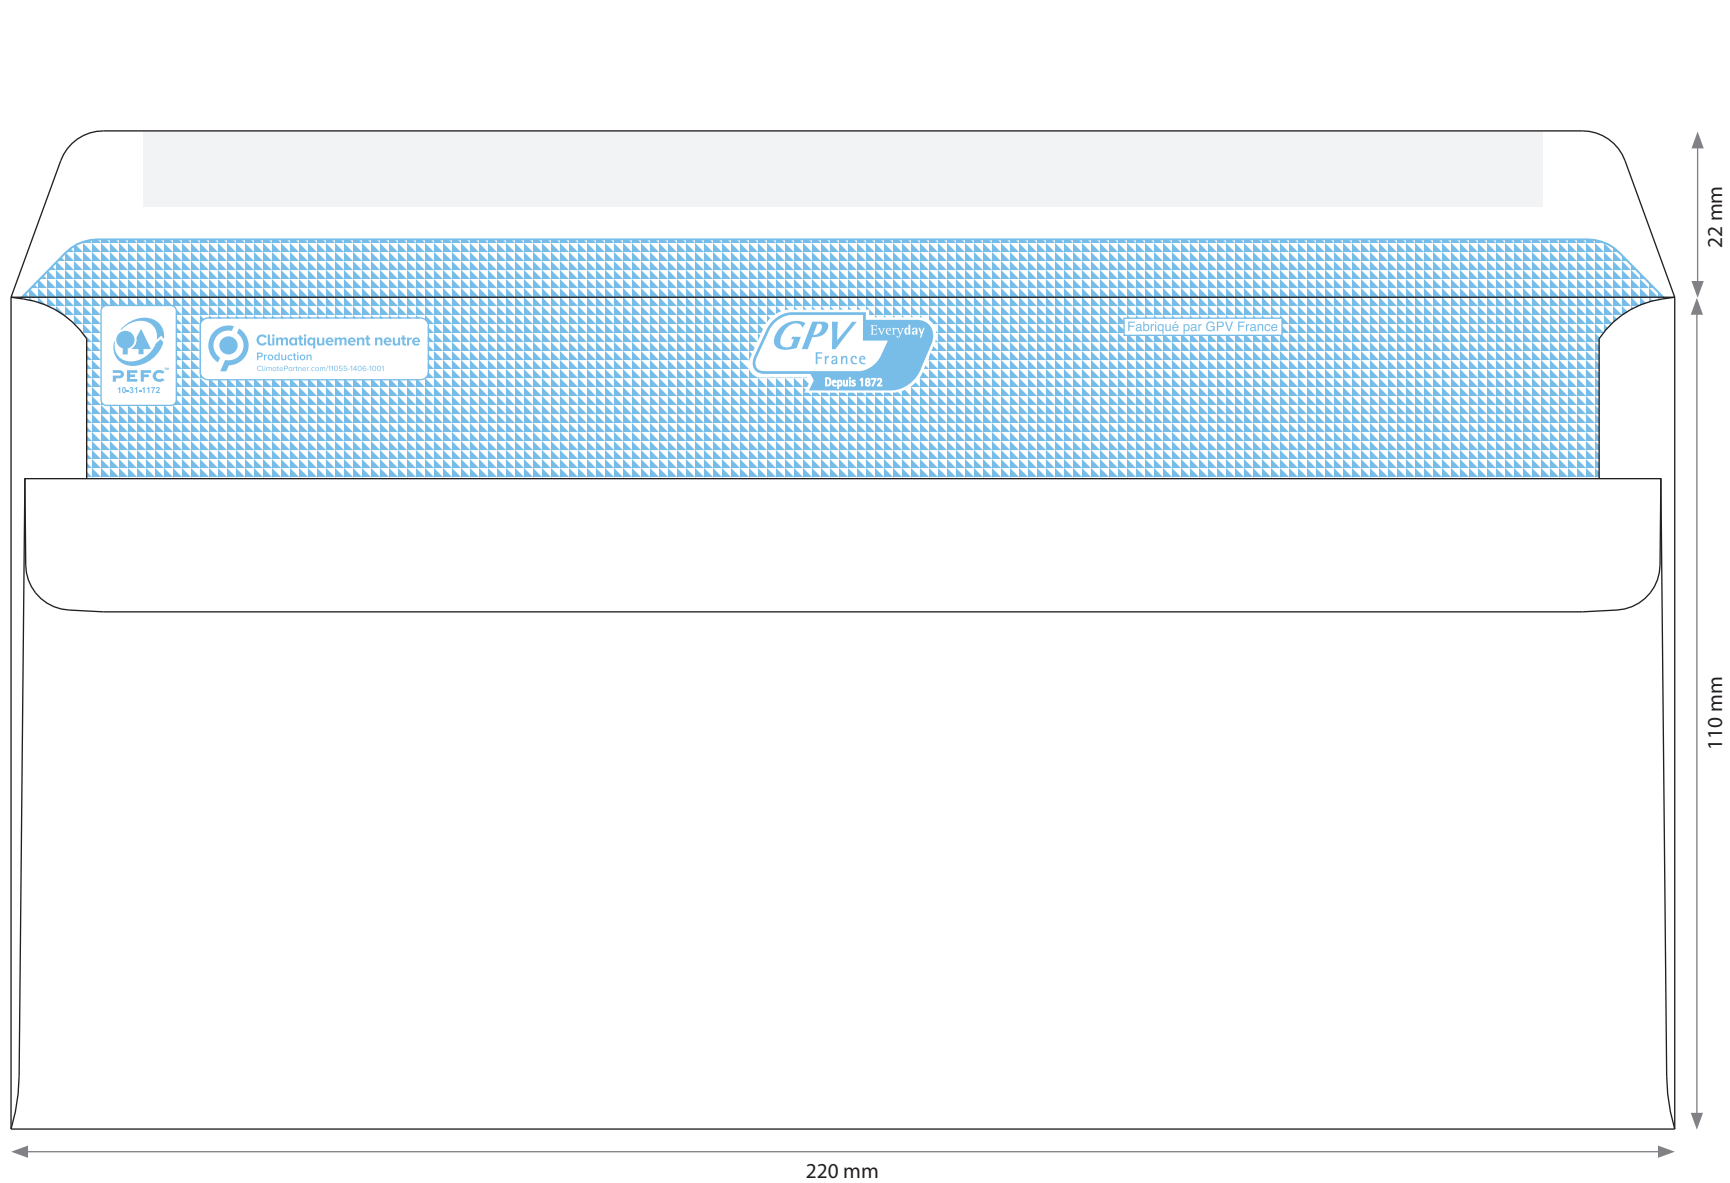 22 mm
PEFC™
10-31-1172
Climatiquement neutre
Production
ClimatePartner.com/11055-1406-1001
GPV
France
Everyday
Depuis 1872
Fabriqué par GPV France
110 mm
220 mm